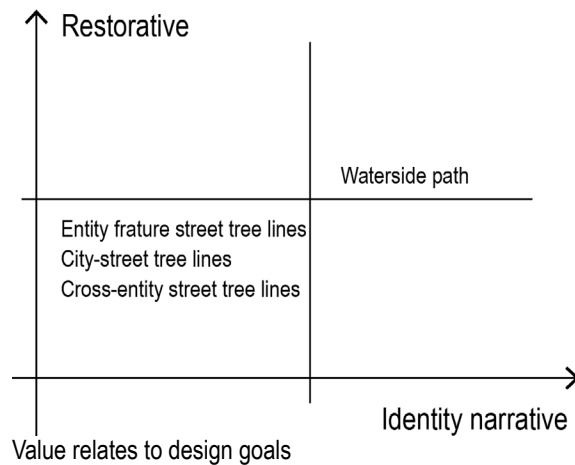 Restorative
Waterside path
Entity frature street tree lines
City-street tree lines
Cross-entity street tree lines
Identity narrative
Value relates to design goals